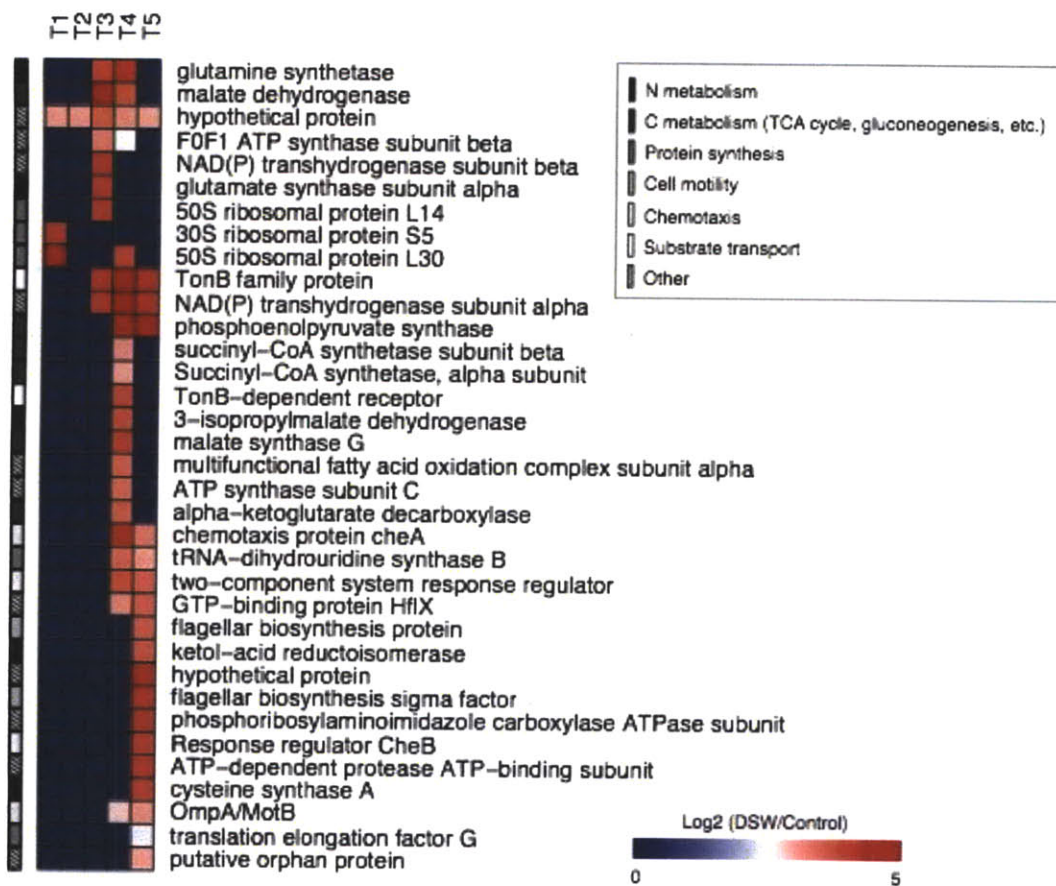 T1 T2 T3 T4 T5
glutamine synthetase
malate dehydrogenase
hypothetical protein
F0F1 ATP synthase subunit beta
NAD(P) transhydrogenase subunit beta
glutamate synthase subunit alpha
50S ribosomal protein L14
30S ribosomal protein S5
50S ribosomal protein L30
TonB family protein
NAD(P) transhydrogenase subunit alpha
phosphoenolpyruvate synthase
succinyl-CoA synthetase subunit beta
Succinyl-CoA synthetase, alpha subunit
TonB-dependent receptor
3-isopropylmalate dehydrogenase
malate synthase G
multifunctional fatty acid oxidation complex subunit alpha
ATP synthase subunit C
alpha-ketoglutarate decarboxylase
chemotaxis protein cheA
tRNA-dihydrouridine synthase B
two-component system response regulator
GTP-binding protein HflX
flagellar biosynthesis protein
ketol-acid reductoisomerase
hypothetical protein
flagellar biosynthesis sigma factor
phosphoribosylaminoimidazole carboxylase ATPase subunit
Response regulator CheB
ATP-dependent protease ATP-binding subunit
cysteine synthase A
OmpA/MotB
translation elongation factor G
putative orphan protein
N metabolism
C metabolism (TCA cycle, gluconeogenesis, etc.)
Protein synthesis
Cell motility
Chemotaxis
Substrate transport
Other
Log2 (DSW/Control)
0 5